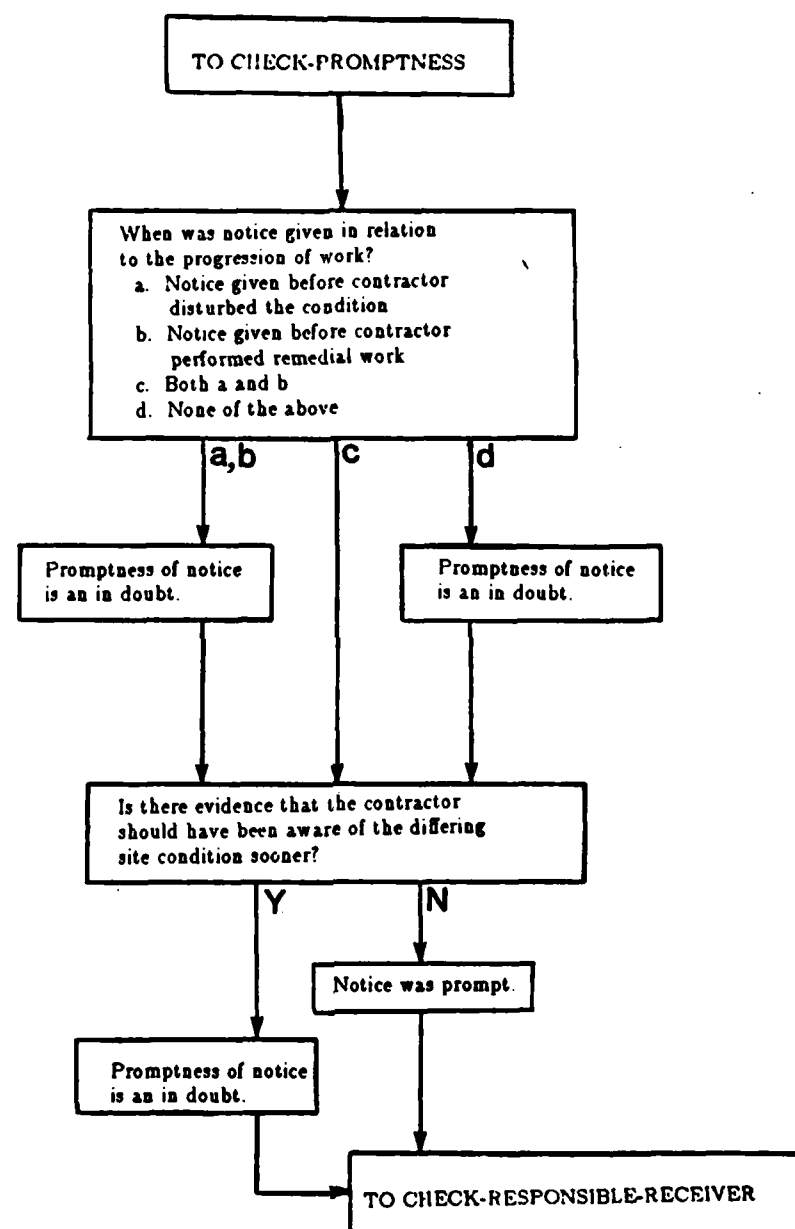 TO CHECK-PROMPTNESS
When was notice given in relation
to the progression of work?
a. Notice given before contractor
disturbed the condition
b. Notice given before contractor
performed remedial work
c. Both a and b
d. None of the above
a,b
c
d
Promptness of notice
is an in doubt.
Promptness of notice
is an in doubt.
Is there evidence that the contractor
should have been aware of the differing
site condition sooner?
Y
N
Notice was prompt.
Promptness of notice
is an in doubt.
TO CHECK-RESPONSIBLE-RECEIVER